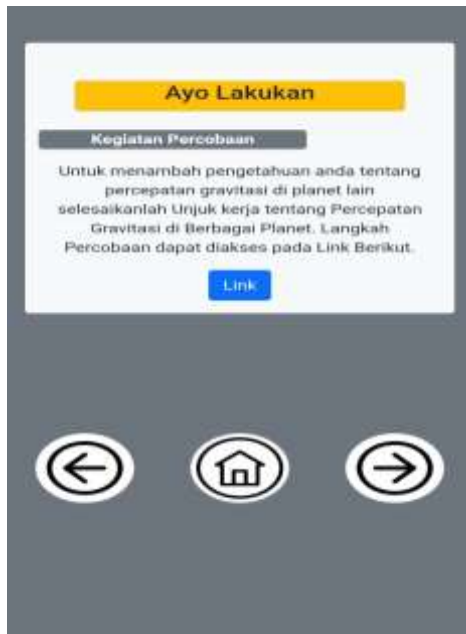 Ayo Lakukan
Kegiatan Percobaan
Untuk menambah pengetahuan anda tentang
percepatan gravitasi di planet lain
selesaikanlah Unjuk kerja tentang Percepatan
Gravitasi di Berbagai Planet. Langkah
Percobaan dapat diakses pada Link Berikut.
Link